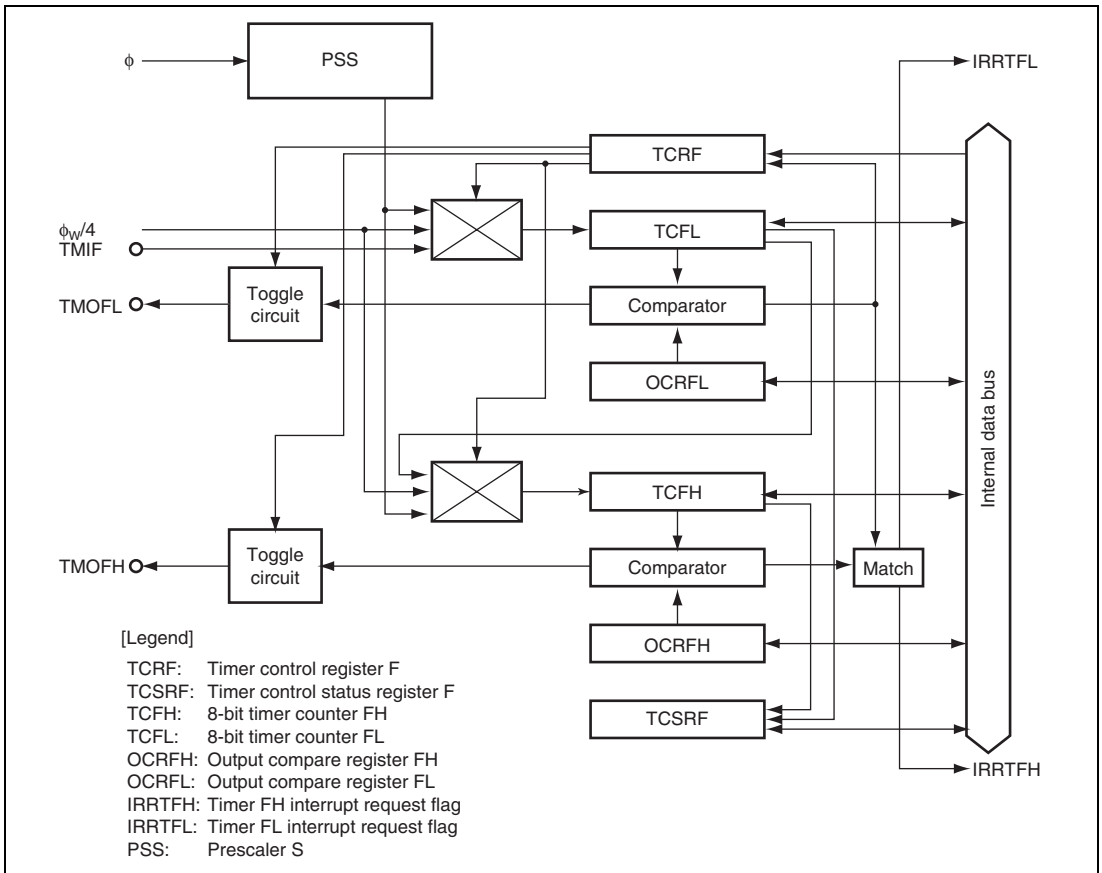 ϕ
PSS
IRRTFL
TCRF
ϕW/4
TMIF
TCFL
TMOFL
Toggle
circuit
Comparator
OCRFL
Internal data bus
TCFH
TMOFH
Toggle
circuit
Comparator
Match
OCRFH
TCSRF
IRRTFH
[Legend]
TCRF: Timer control register F
TCSRF: Timer control status register F
TCFH: 8-bit timer counter FH
TCFL: 8-bit timer counter FL
OCRFH: Output compare register FH
OCRFL: Output compare register FL
IRRTFH: Timer FH interrupt request flag
IRRTFL: Timer FL interrupt request flag
PSS: Prescaler S